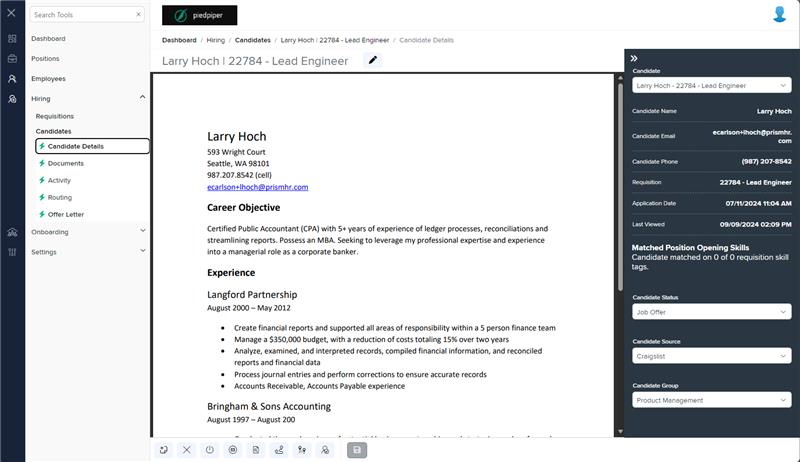 Search Tools
piedpiper
Dashboard
Positions
Employees
Hiring
Requisitions
Candidates
Candidate Details
Documents
Activity
Routing
Offer Letter
Onboarding
Settings
Dashboard / Hiring / Candidates / Larry Hoch | 22784 - Lead Engineer / Candidate Details
Larry Hoch | 22784 - Lead Engineer
Larry Hoch
593 Wright Court
Seattle, WA 98101
987.207.8542 (cell)
ecarlson+lhoch@prismhr.com
Career Objective
Certified Public Accountant (CPA) with 5+ years of experience of ledger processes, reconciliations and
streamlining reports. Possess an MBA. Seeking to leverage my professional expertise and experience
into a managerial role as a corporate banker.
Experience
Langford Partnership
August 2000 – May 2012
• Create financial reports and supported all areas of responsibility within a 5 person finance team
• Manage a $350,000 budget, with a reduction of costs totaling 15% over two years
• Analyze, examined, and interpreted records, compiled financial information, and reconciled
reports and financial data
• Process journal entries and perform corrections to ensure accurate records
• Accounts Receivable, Accounts Payable experience
Bringham & Sons Accounting
August 1997 – August 200
Candidate
Larry Hoch - 22784 - Lead Engineer
Candidate Name Larry Hoch
Candidate Email ecarlson+lhoch@prismhr.
com
Candidate Phone (987) 207-8542
Requisition 22784 - Lead Engineer
Application Date 07/11/2024 11:04 AM
Last Viewed 09/09/2024 02:09 PM
Matched Position Opening Skills
Candidate matched on 0 of 0 requisition skill
tags.
Candidate Status
Job Offer
Candidate Source
Craigslist
Candidate Group
Product Management